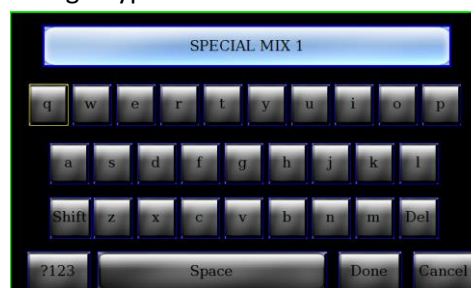 SPECIAL MIX 1
q w e r t y u i o p
a s d f g h j k l
Shift z x c v b n m Del
?123 Space Done Cancel